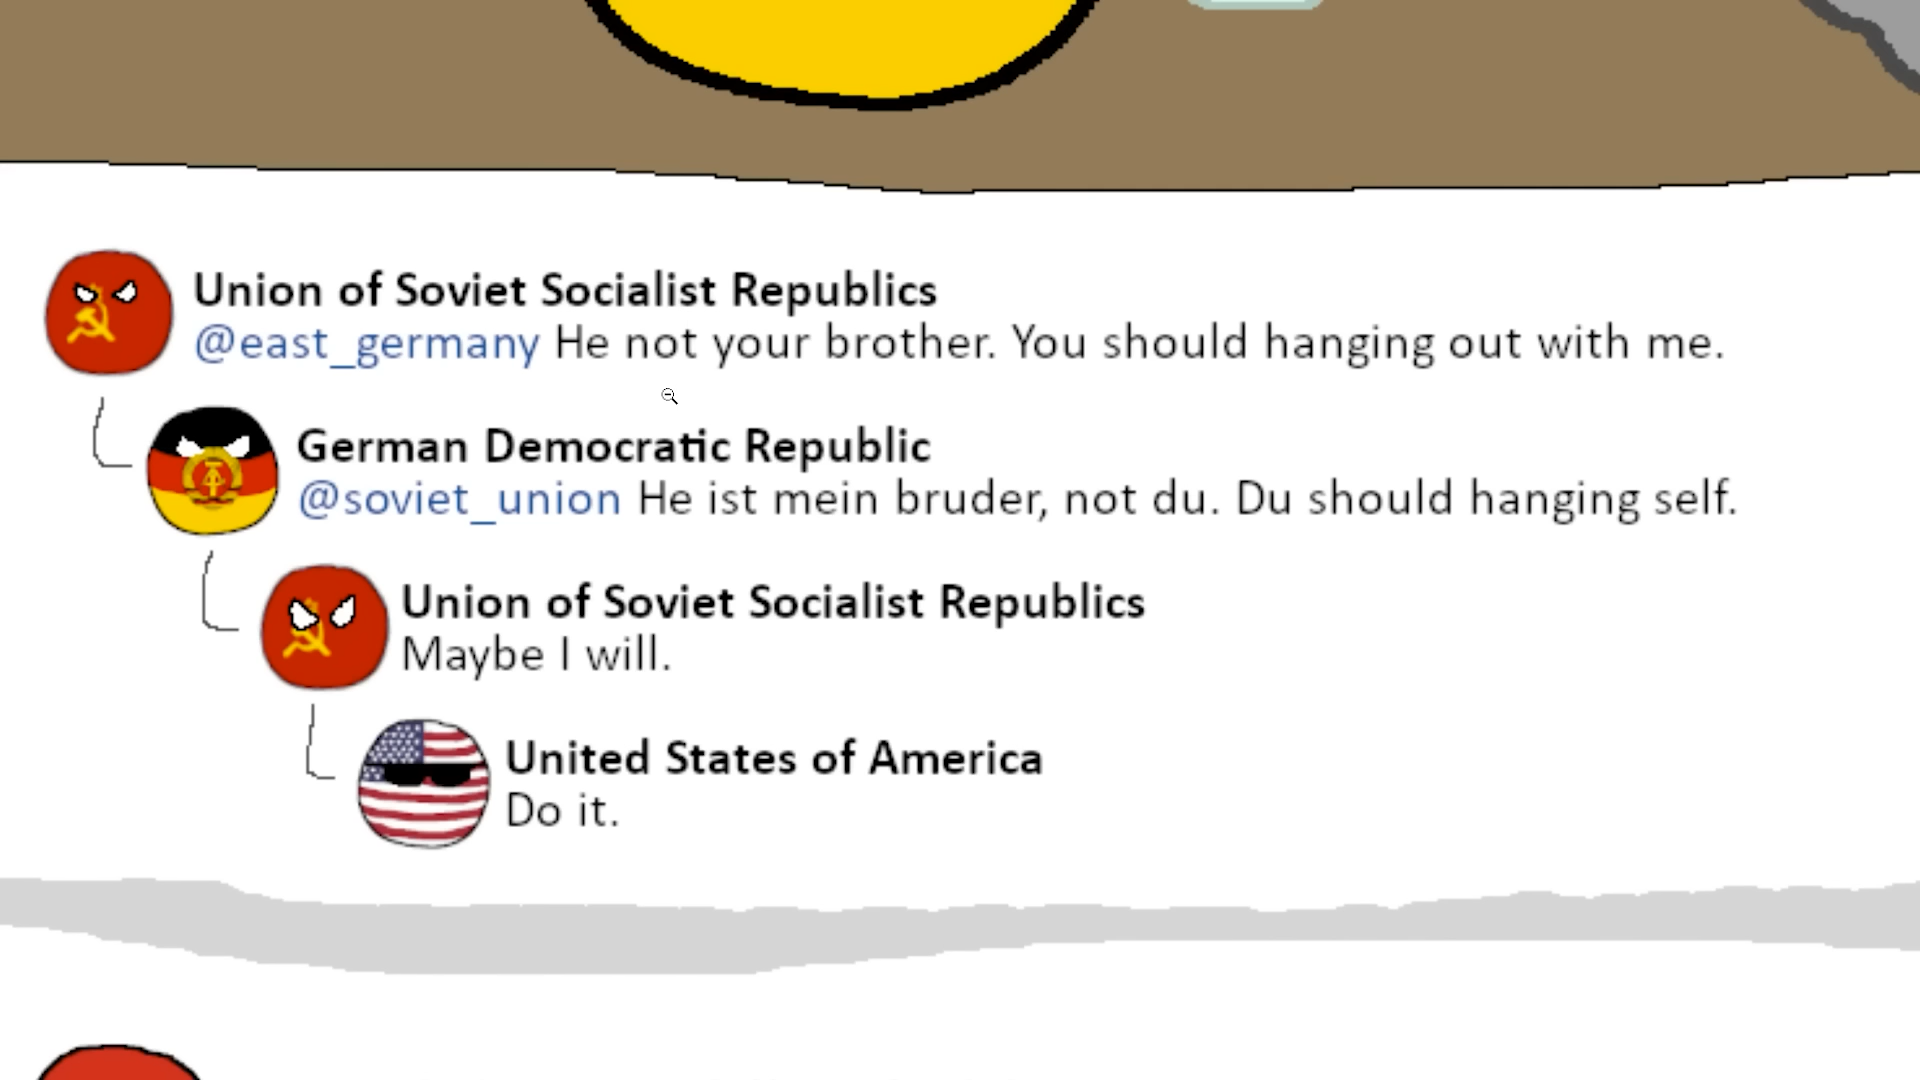 Union of Soviet Socialist Republics
@east_germany He not your brother. You should hanging out with me.
German Democratic Republic
@soviet_union He ist mein bruder, not du. Du should hanging self.
Union of Soviet Socialist Republics
Maybe I will.
United States of America
Do it.